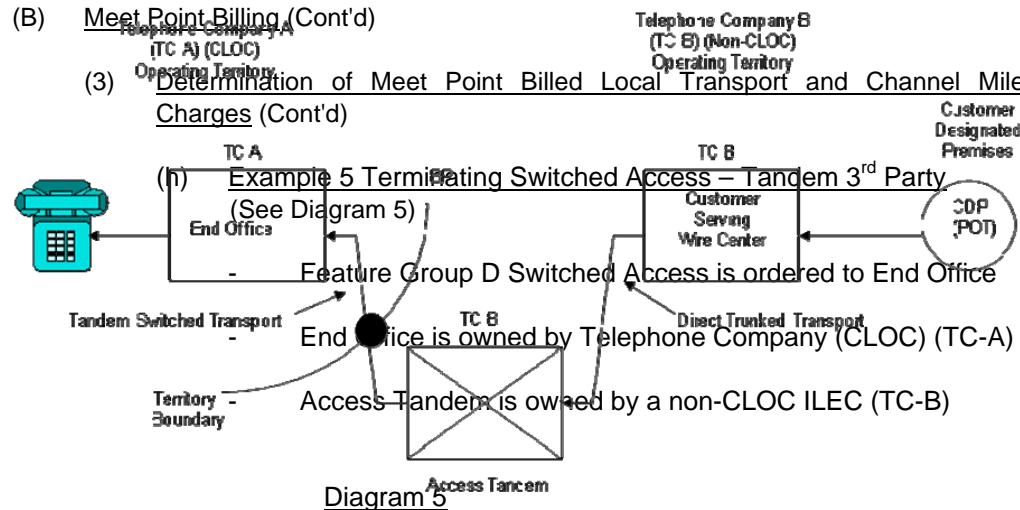 (B) Meet Point Billing (Cont'd)
Telephone Company A
(TC A) (CLOC)
Operating Territory
Telephone Company B
(TC B) (Non-CLOC)
Operating Territory
(3) Determination of Meet Point Billed Local Transport and Channel Mile
Charges (Cont'd)
Customer
Designated
Premises
TC A
TC B
(h) Example 5 Terminating Switched Access – Tandem 3rd Party
(See Diagram 5)
BP
End Office
Customer
Serving
Wire Center
CDP
(POT)
- Feature Group D Switched Access is ordered to End Office
Tandem Switched Transport
TC B
Direct Trunked Transport
- End Office is owned by Telephone Company (CLOC) (TC-A)
Territory
Boundary
- Access Tandem is owned by a non-CLOC ILEC (TC-B)
Access Tandem
Diagram 5